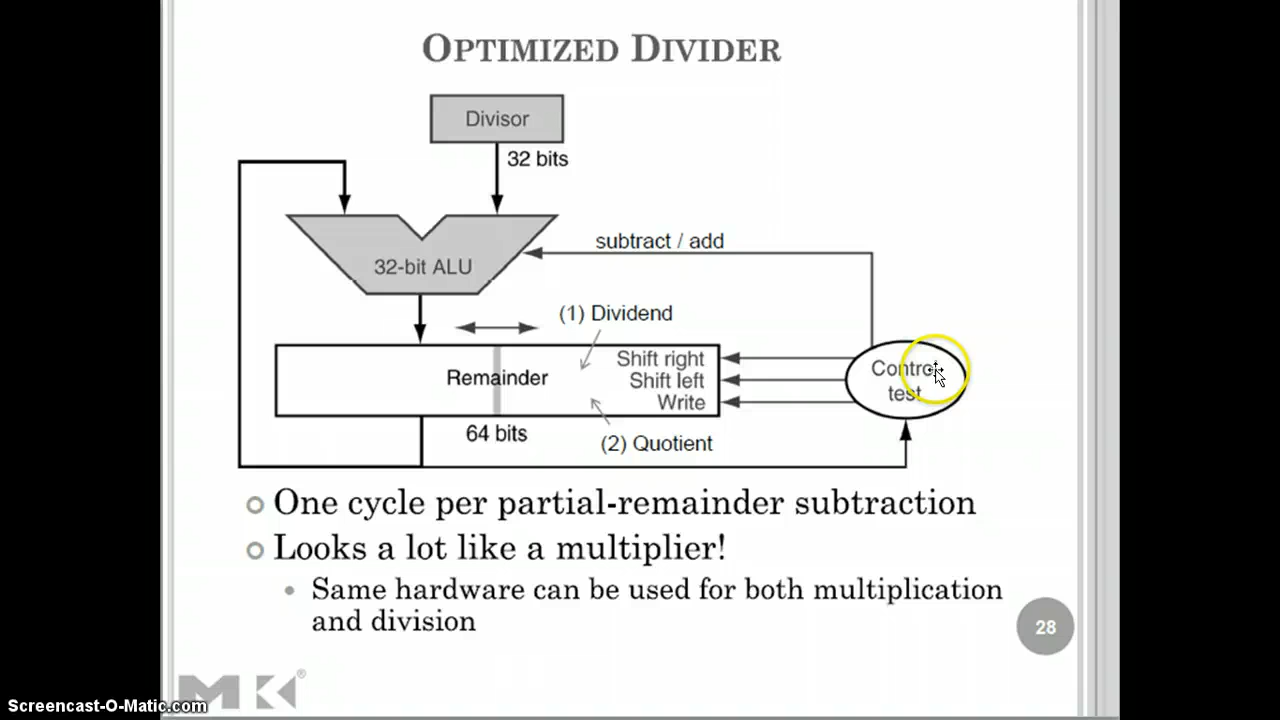 OPTIMIZED DIVIDER
Divisor
32 bits
subtract / add
32-bit ALU
(1) Dividend
Shift right
Remainder
Shift left
Write
Control
test
64 bits
(2) Quotient
One cycle per partial-remainder subtraction
Looks a lot like a multiplier!
Same hardware can be used for both multiplication
and division
28
MK®
Screencast-O-Matic.com